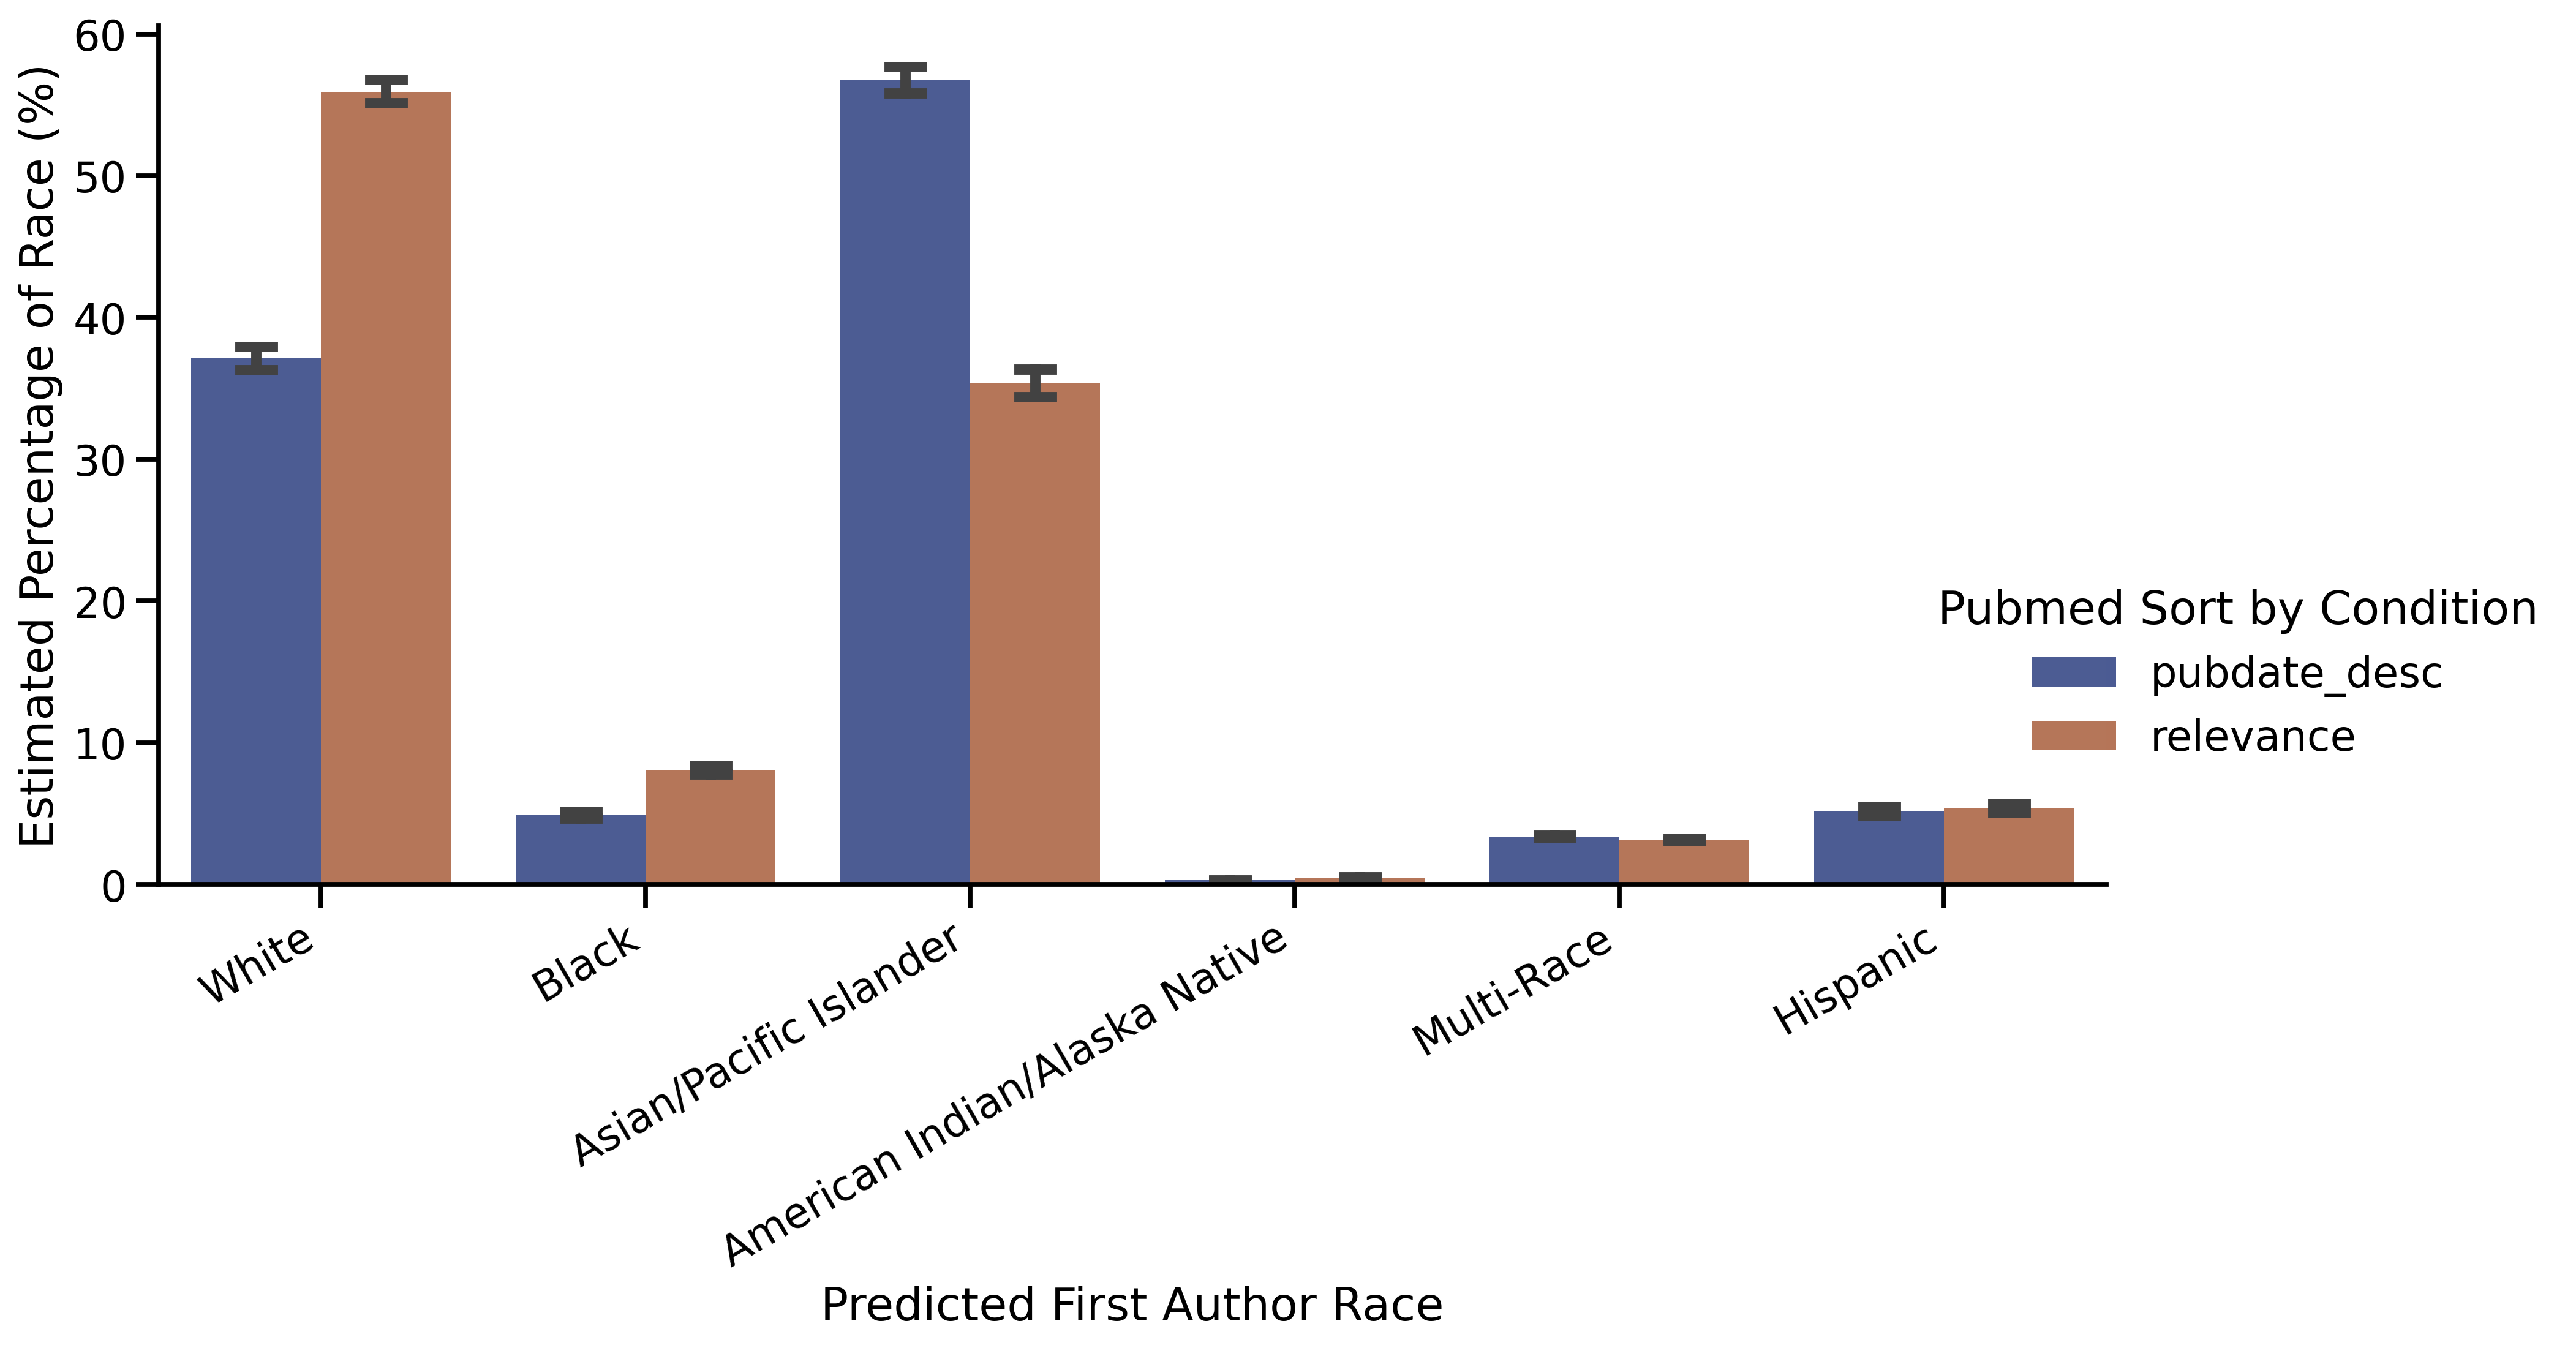 Estimated Percentage of Race (%)
60
50
40
30
20
10
0
White
Black
Asian/Pacific Islander
American Indian/Alaska Native
Multi-Race
Hispanic
Predicted First Author Race
Pubmed Sort by Condition
pubdate_desc
relevance